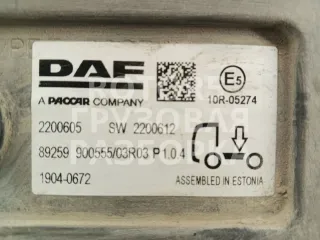 DAF
A PACCAR COMPANY
E5
10R-05274
2200605 SW 2200612
89259 900555/03R03 P1.0.4
1904-0672
ASSEMBLED IN ESTONIA